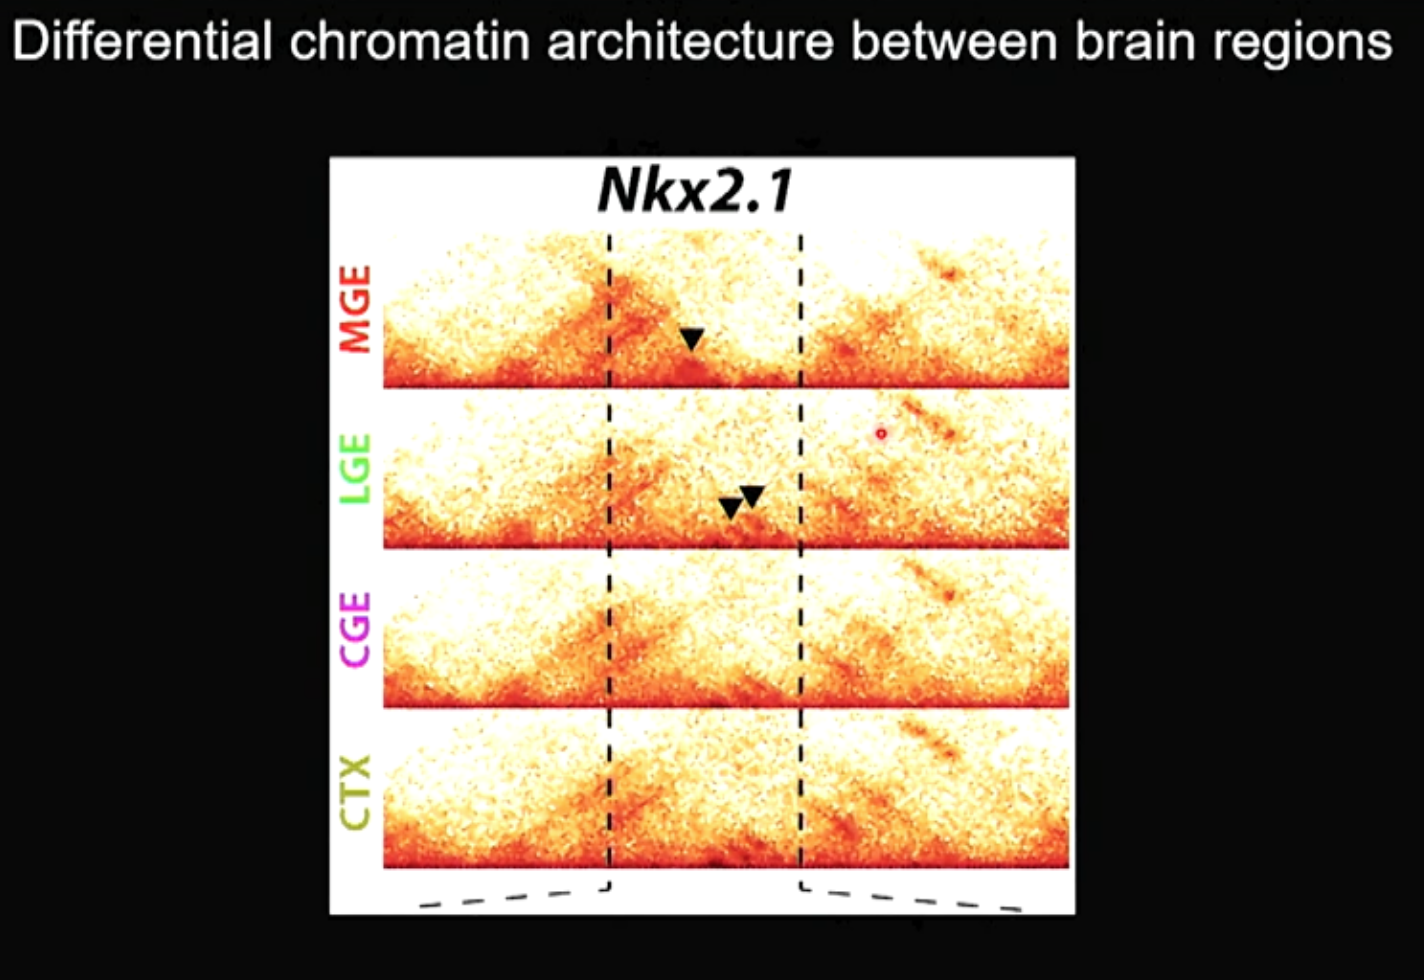 Differential chromatin architecture between brain regions
Nkx2.1
MGE
LGE
CGE
CTX